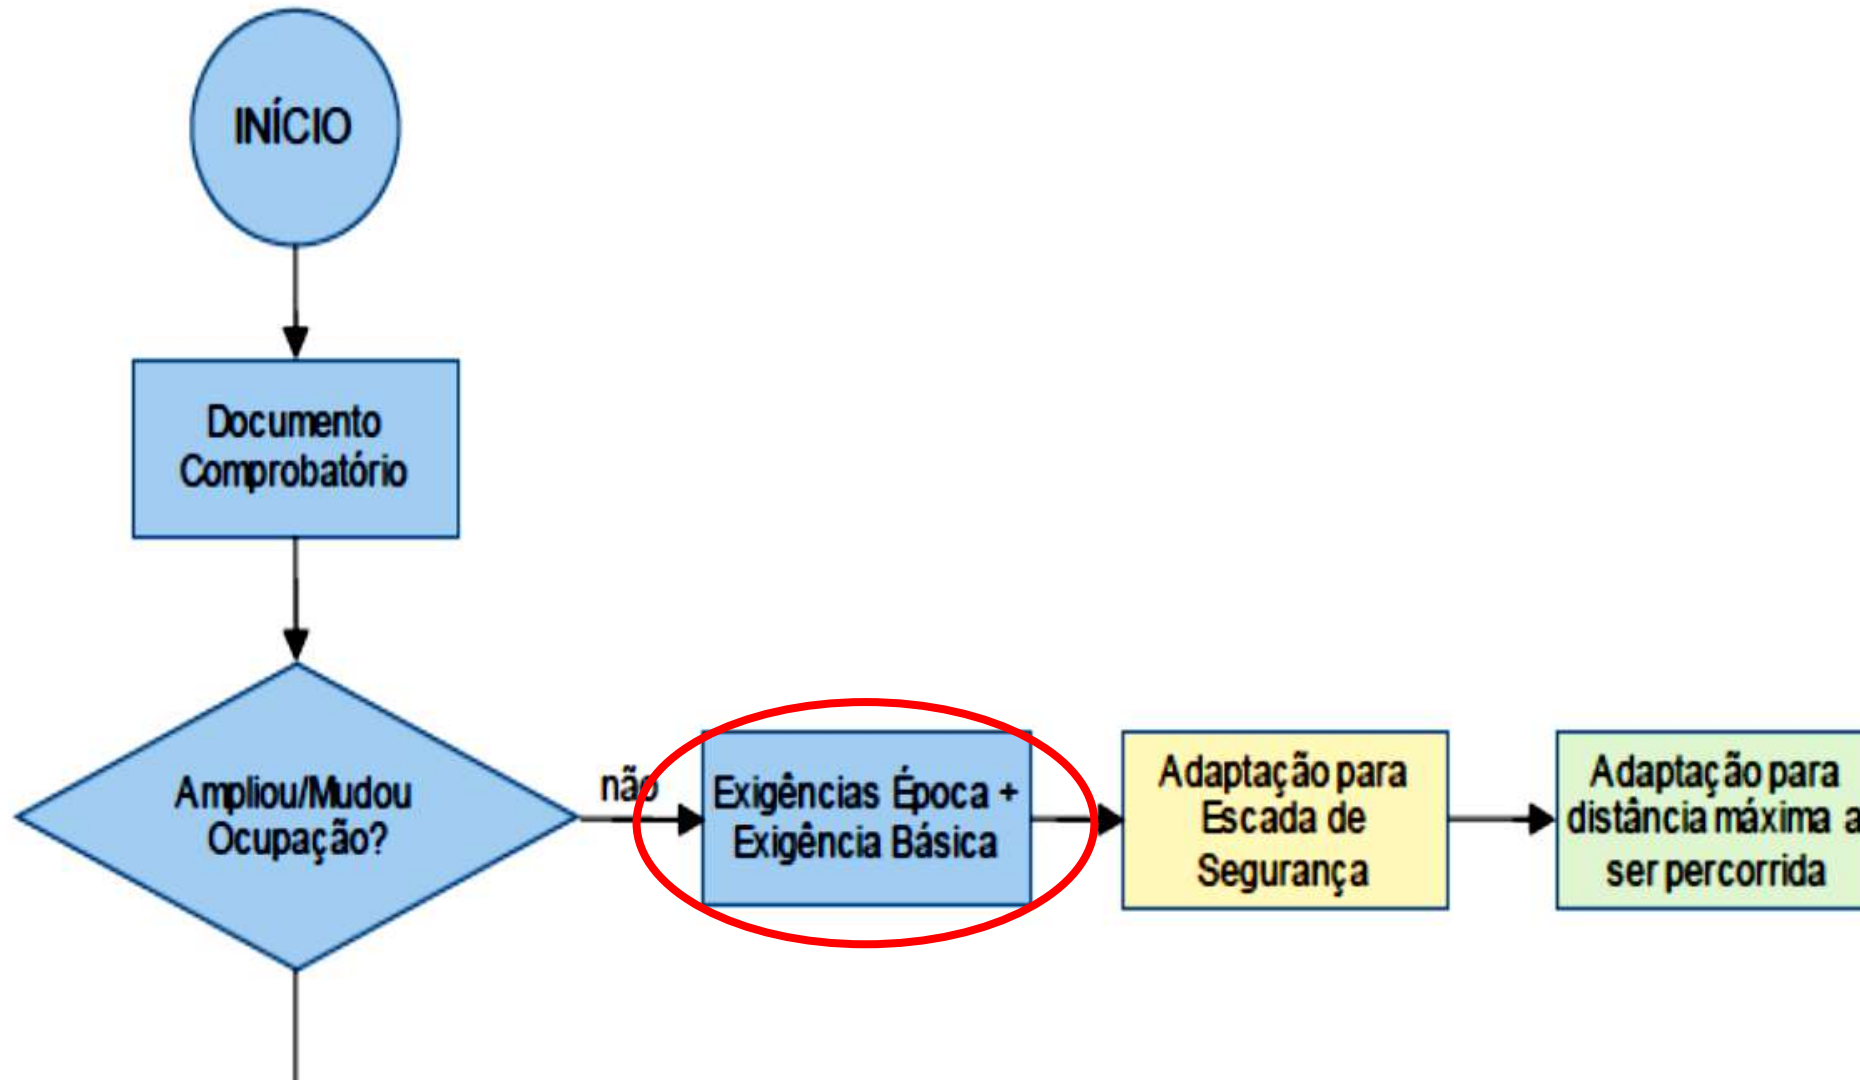 INÍCIO
Documento
Comprobatório
Ampliou/Mudou
Ocupação?
não
Exigências Época +
Exigência Básica
Adaptação para
Escada de
Segurança
Adaptação para
distância máxima a
ser percorrida